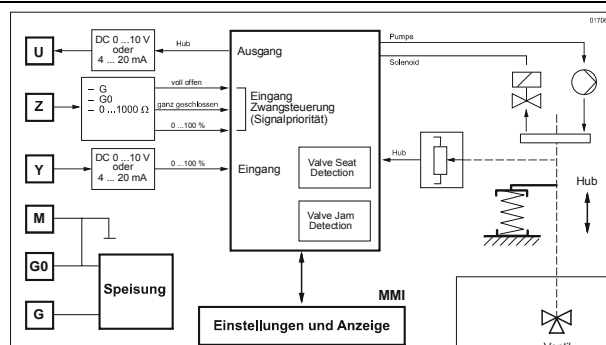 01706
U
DC 0 ...10 V
oder
4 ... 20 mA
Hub
Ausgang
Pumpe
Solenoid
Z
– G
– G0
– 0 ...1000 Ω
voll offen
ganz geschlossen
0 ...100 %
Eingang
Zwangsteuerung
(Signalpriorität)
Y
DC 0 ...10 V
oder
4 ... 20 mA
0 ...100 %
Eingang
Valve Seat
Detection
Valve Jam
Detection
Hub
Hub
M
G0
G
Speisung
MMI
Einstellungen und Anzeige
Ventil